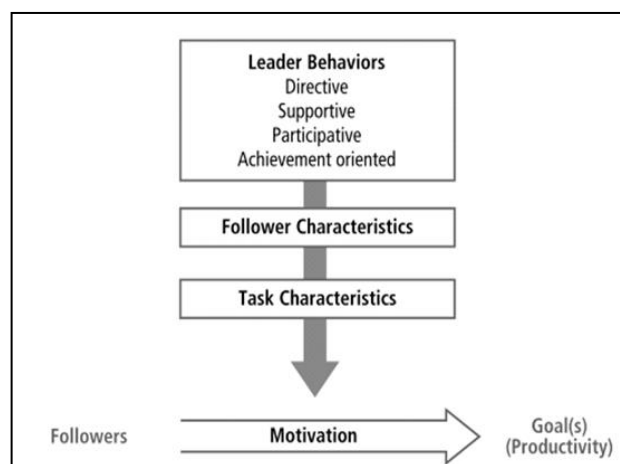 Leader Behaviors
Directive
Supportive
Participative
Achievement oriented
Follower Characteristics
Task Characteristics
Followers
Motivation
Goal(s)
(Productivity)